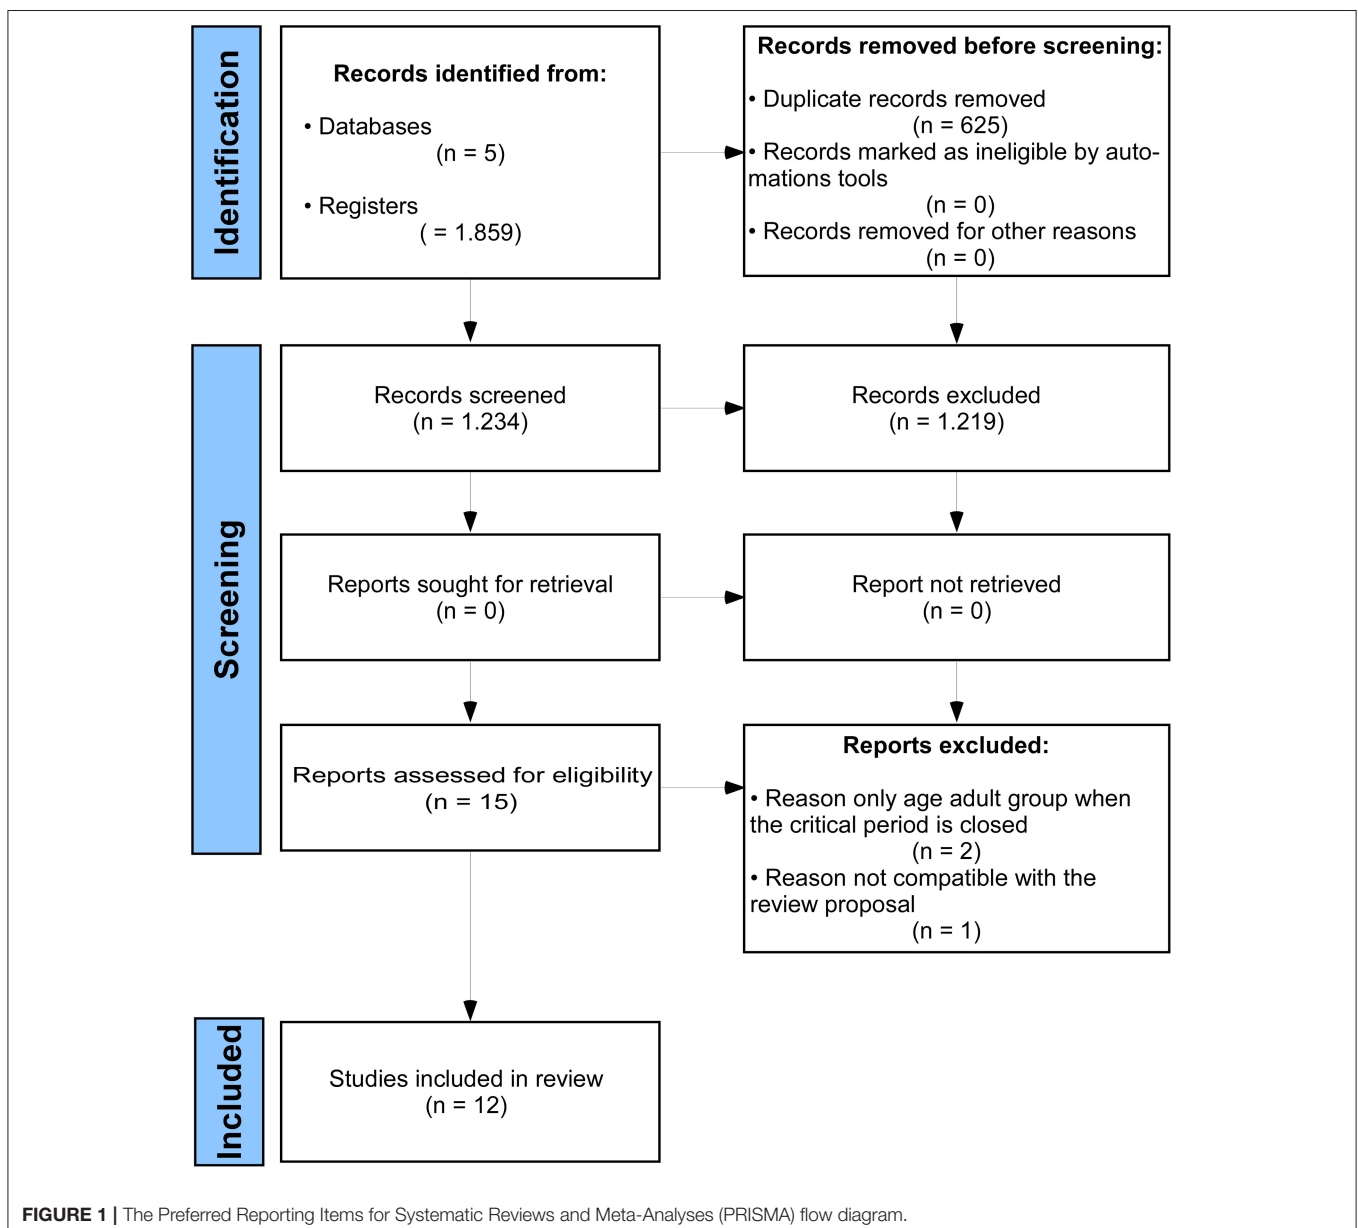 Identification
Records identified from:
• Databases
(n = 5)
• Registers
( = 1.859)
Records removed before screening:
• Duplicate records removed
(n = 625)
• Records marked as ineligible by auto-
mations tools
(n = 0)
• Records removed for other reasons
(n = 0)
Screening
Records screened
(n = 1.234)
Records excluded
(n = 1.219)
Reports sought for retrieval
(n = 0)
Report not retrieved
(n = 0)
Reports assessed for eligibility
(n = 15)
Reports excluded:
• Reason only age adult group when
the critical period is closed
(n = 2)
• Reason not compatible with the
review proposal
(n = 1)
Included
Studies included in review
(n = 12)
FIGURE 1 | The Preferred Reporting Items for Systematic Reviews and Meta-Analyses (PRISMA) flow diagram.